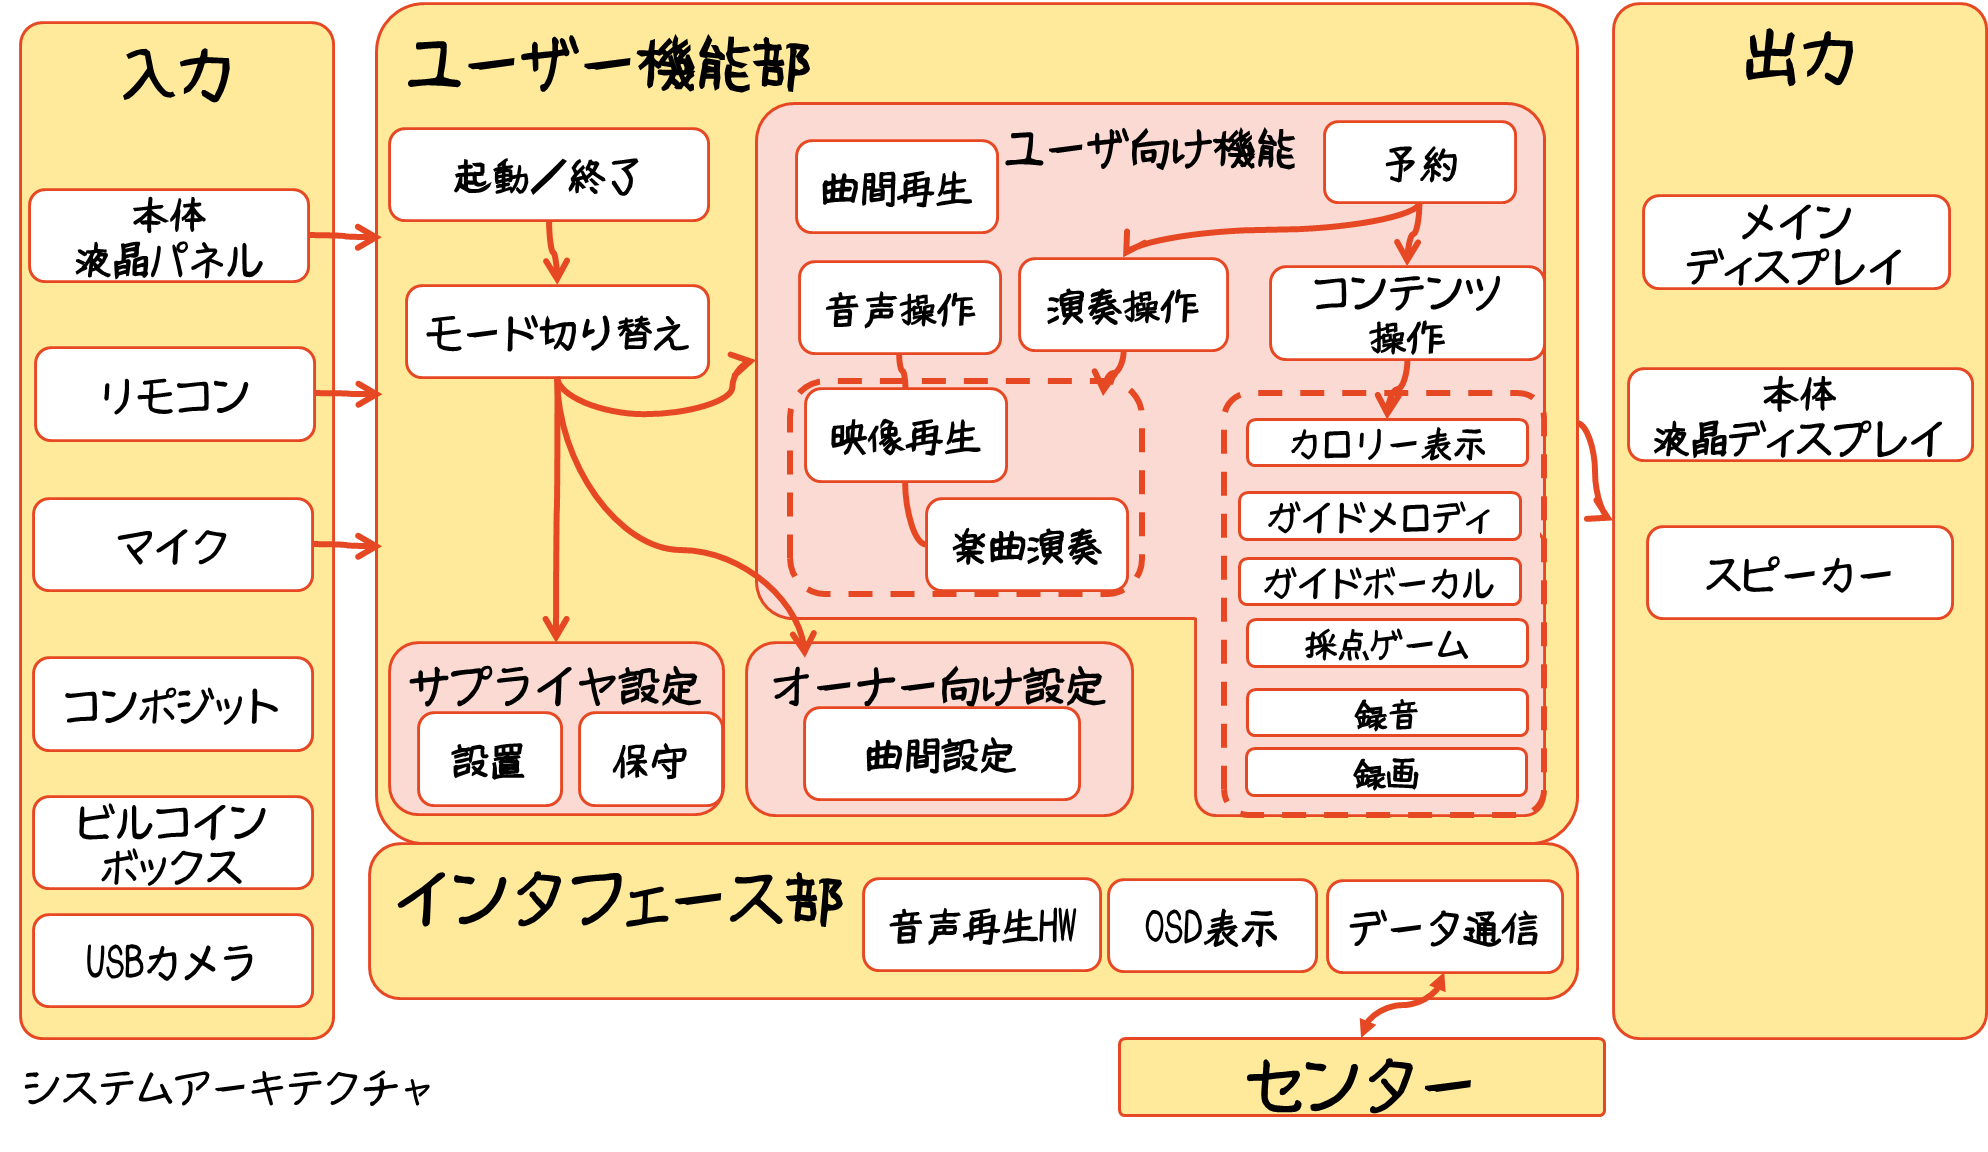 入力
本体
液晶パネル
リモコン
マイク
コンポジット
ビルコイン
ボックス
USBカメラ
ユーザー機能部
起動／終了
モード切り替え
ユーザ向け機能
曲間再生
予約
音声操作
演奏操作
コンテンツ
操作
映像再生
楽曲演奏
カロリー表示
ガイドメロディ
ガイドボーカル
採点ゲーム
録音
録画
サプライヤ設定
設置
保守
オーナー向け設定
曲間設定
インタフェース部
音声再生HW
OSD表示
データ通信
センター
出力
メイン
ディスプレイ
本体
液晶ディスプレイ
スピーカー
システムアーキテクチャ